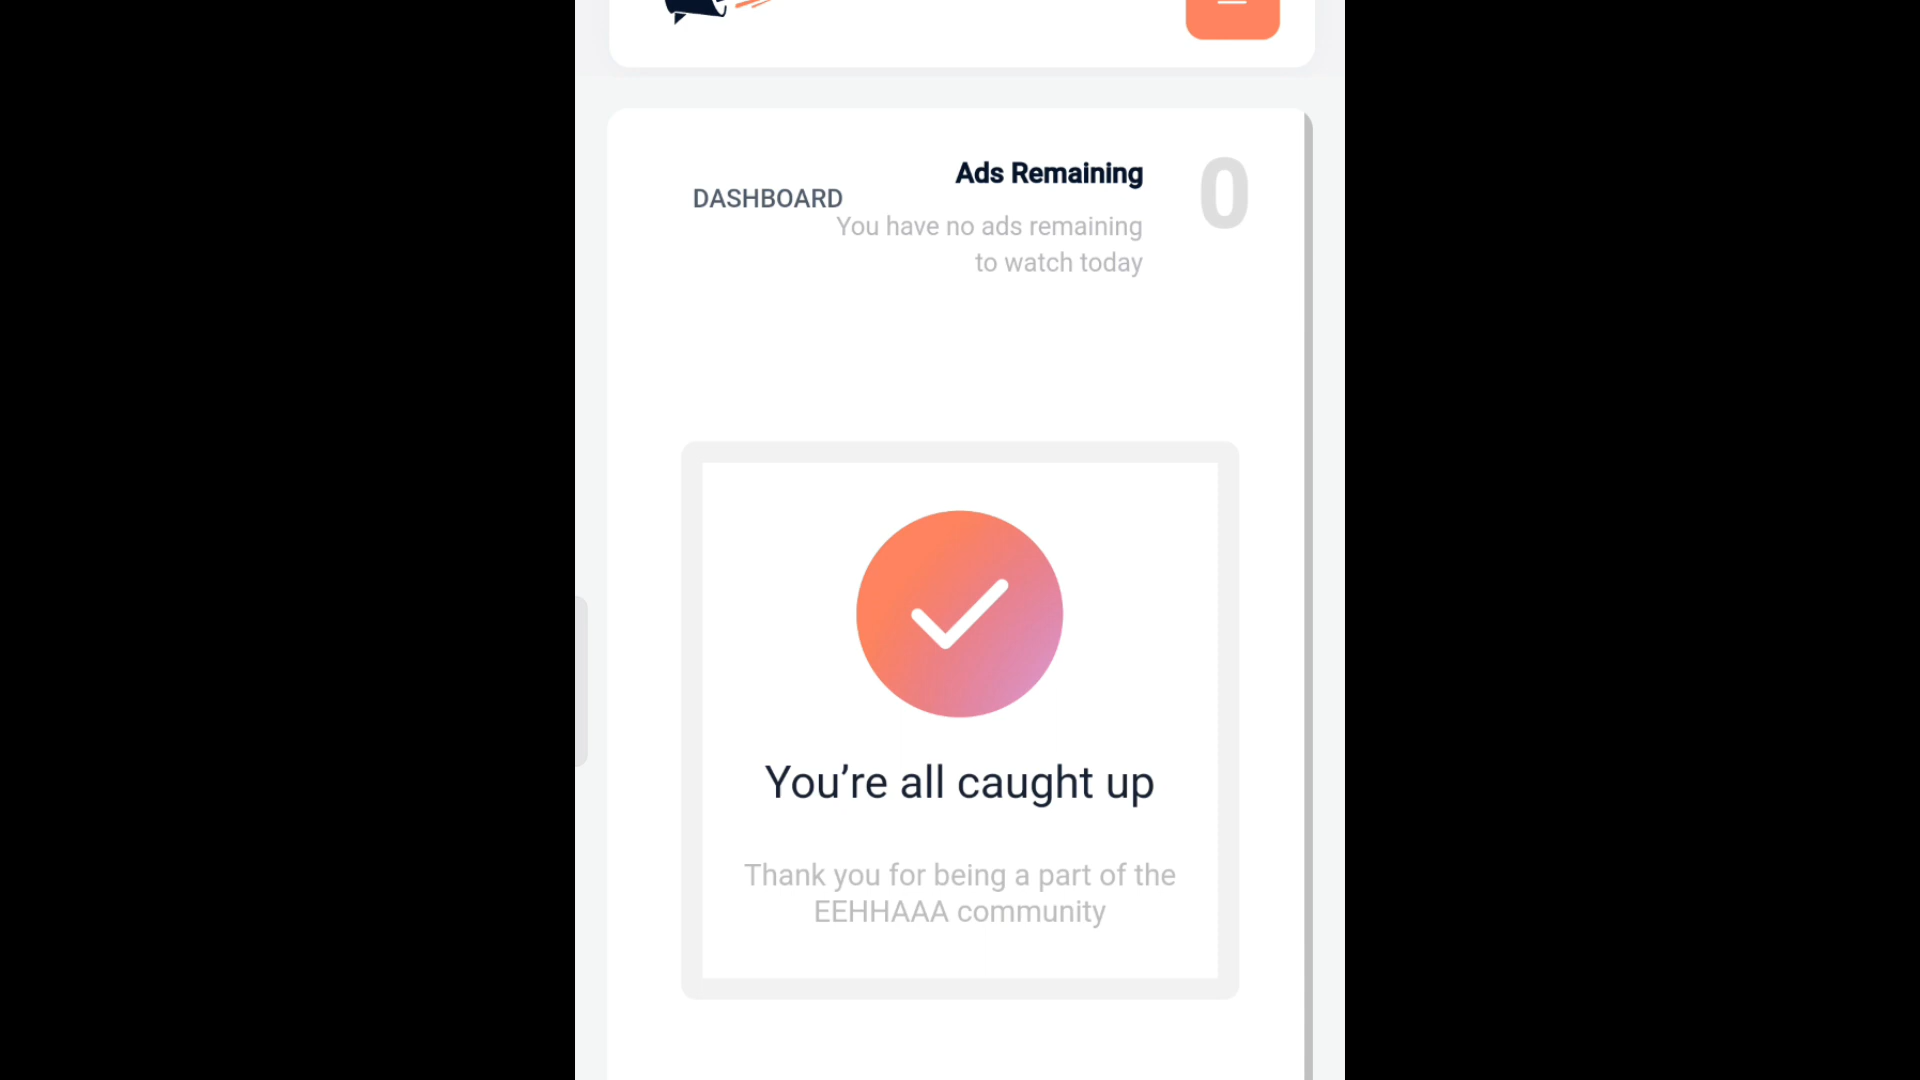 DASHBOARD
Ads Remaining
0
You have no ads remaining
to watch today
You’re all caught up
Thank you for being a part of the
EEHHAAA community